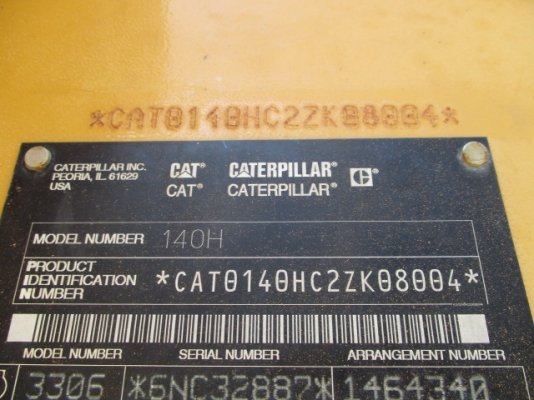 *CAT0140HC2ZK08004*
CATERPILLAR INC.
PEORIA, IL 61629
USA
CAT® CATERPILLAR® C®
CAT® CATERPILLAR®
MODEL NUMBER 140H
PRODUCT
IDENTIFICATION
NUMBER *CAT0140HC2ZK08004*
MODEL NUMBER SERIAL NUMBER ARRANGEMENT NUMBER
3306 *6NC32887* 1464340